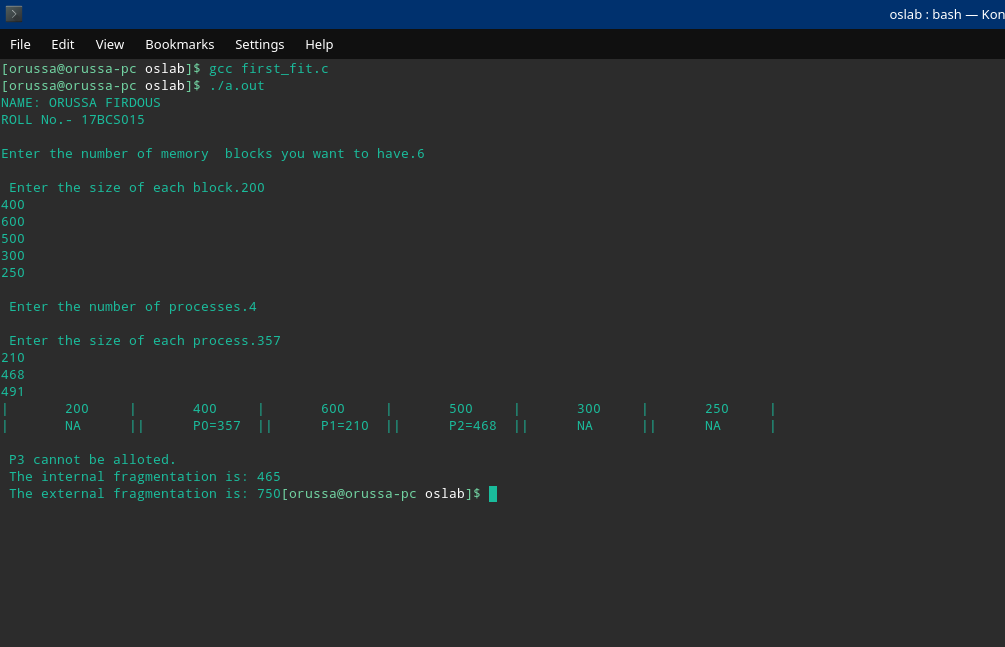 oslab : bash — Kon
File Edit View Bookmarks Settings Help
[orussa@orussa-pc oslab]$ gcc first_fit.c
[orussa@orussa-pc oslab]$ ./a.out
NAME: ORUSSA FIRDOUS
ROLL No.- 17BCS015
Enter the number of memory  blocks you want to have.6
Enter the size of each block.200
400
600
500
300
250
Enter the number of processes.4
Enter the size of each process.357
210
468
491
| 200 | 400 | 600 | 500 | 300 | 250 |
| NA || P0=357 || P1=210 || P2=468 || NA || NA |
P3 cannot be alloted.
The internal fragmentation is: 465
The external fragmentation is: 750[orussa@orussa-pc oslab]$